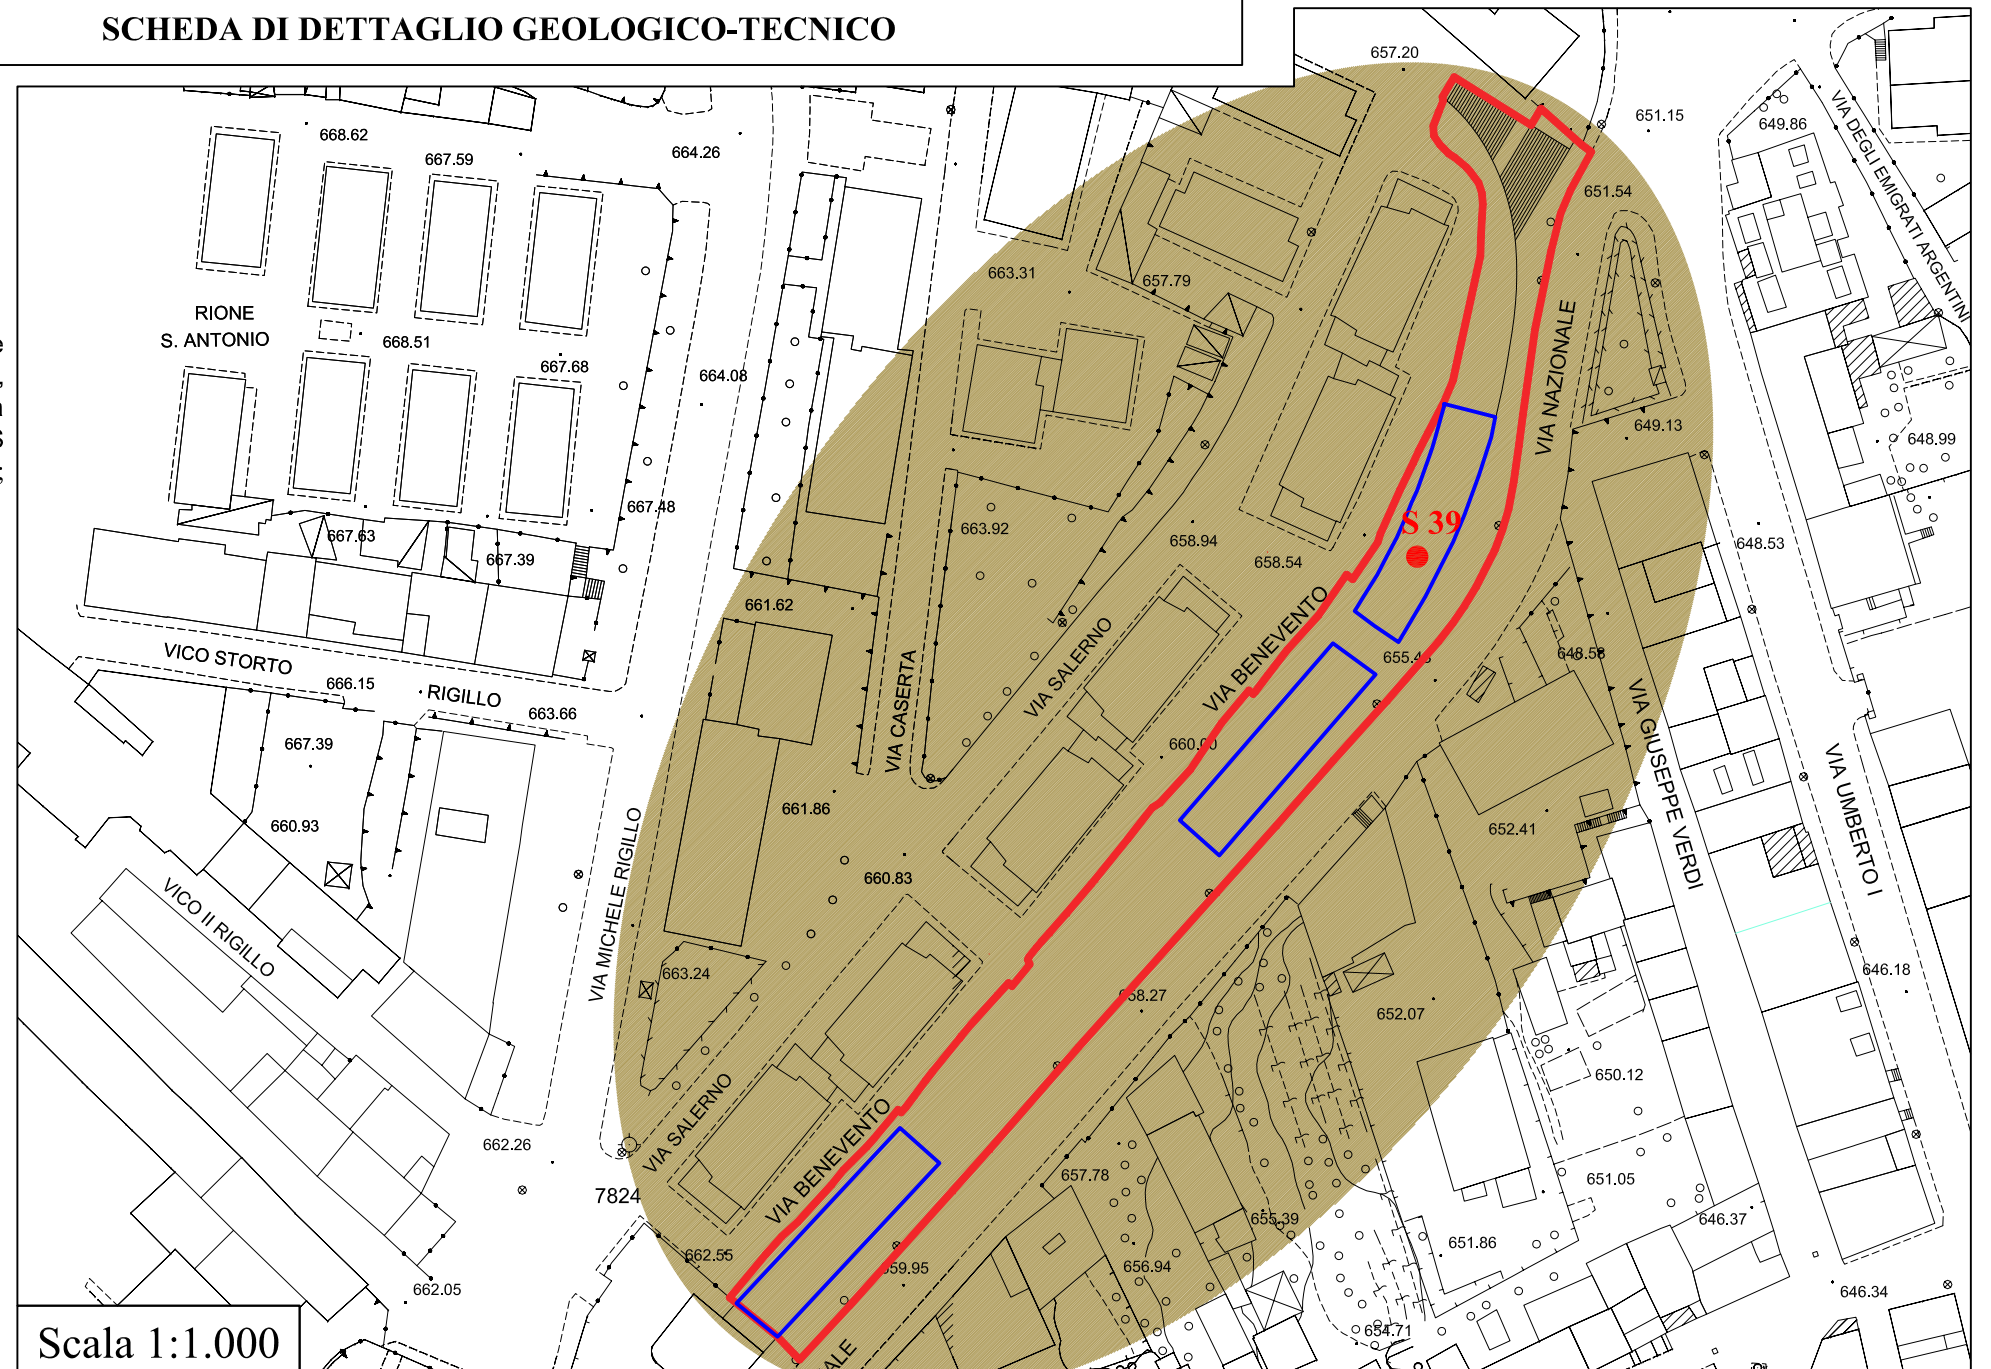 SCHEDA DI DETTAGLIO GEOLOGICO-TECNICO
657.20
651.15
649.86
VIA DEGLI EMIGRATI ARGENTINI
668.62
667.59
664.26
651.54
663.31
657.79
RIONE
S. ANTONIO
668.51
667.68
664.08
VIA NAZIONALE
649.13
648.99
667.48
663.92
S 39
658.94
658.54
648.53
667.63
667.39
661.62
VIA CASERTA
VIA SALERNO
VIA BENEVENTO
648.58
VICO STORTO
RIGILLO
666.15
663.66
667.39
660.00
VIA GIUSEPPE VERDI
VIA UMBERTO I
661.86
660.93
652.41
660.83
VICO II RIGILLO
VIA MICHELE RIGILLO
663.24
646.18
652.07
650.12
VIA SALERNO
VIA BENEVENTO
662.26
657.78
651.05
7824
655.39
646.37
662.55
651.86
656.94
662.05
646.34
654.71
Scala 1:1.000